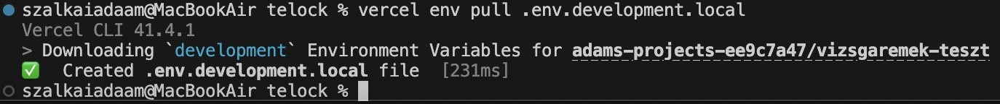 szalkaiadaam@MacBookAir telock % vercel env pull .env.development.local
Vercel CLI 41.4.1
> Downloading `development` Environment Variables for adams-projects-ee9c7a47/vizsgaremek-teszt
✅  Created .env.development.local file  [231ms]
szalkaiadaam@MacBookAir telock %